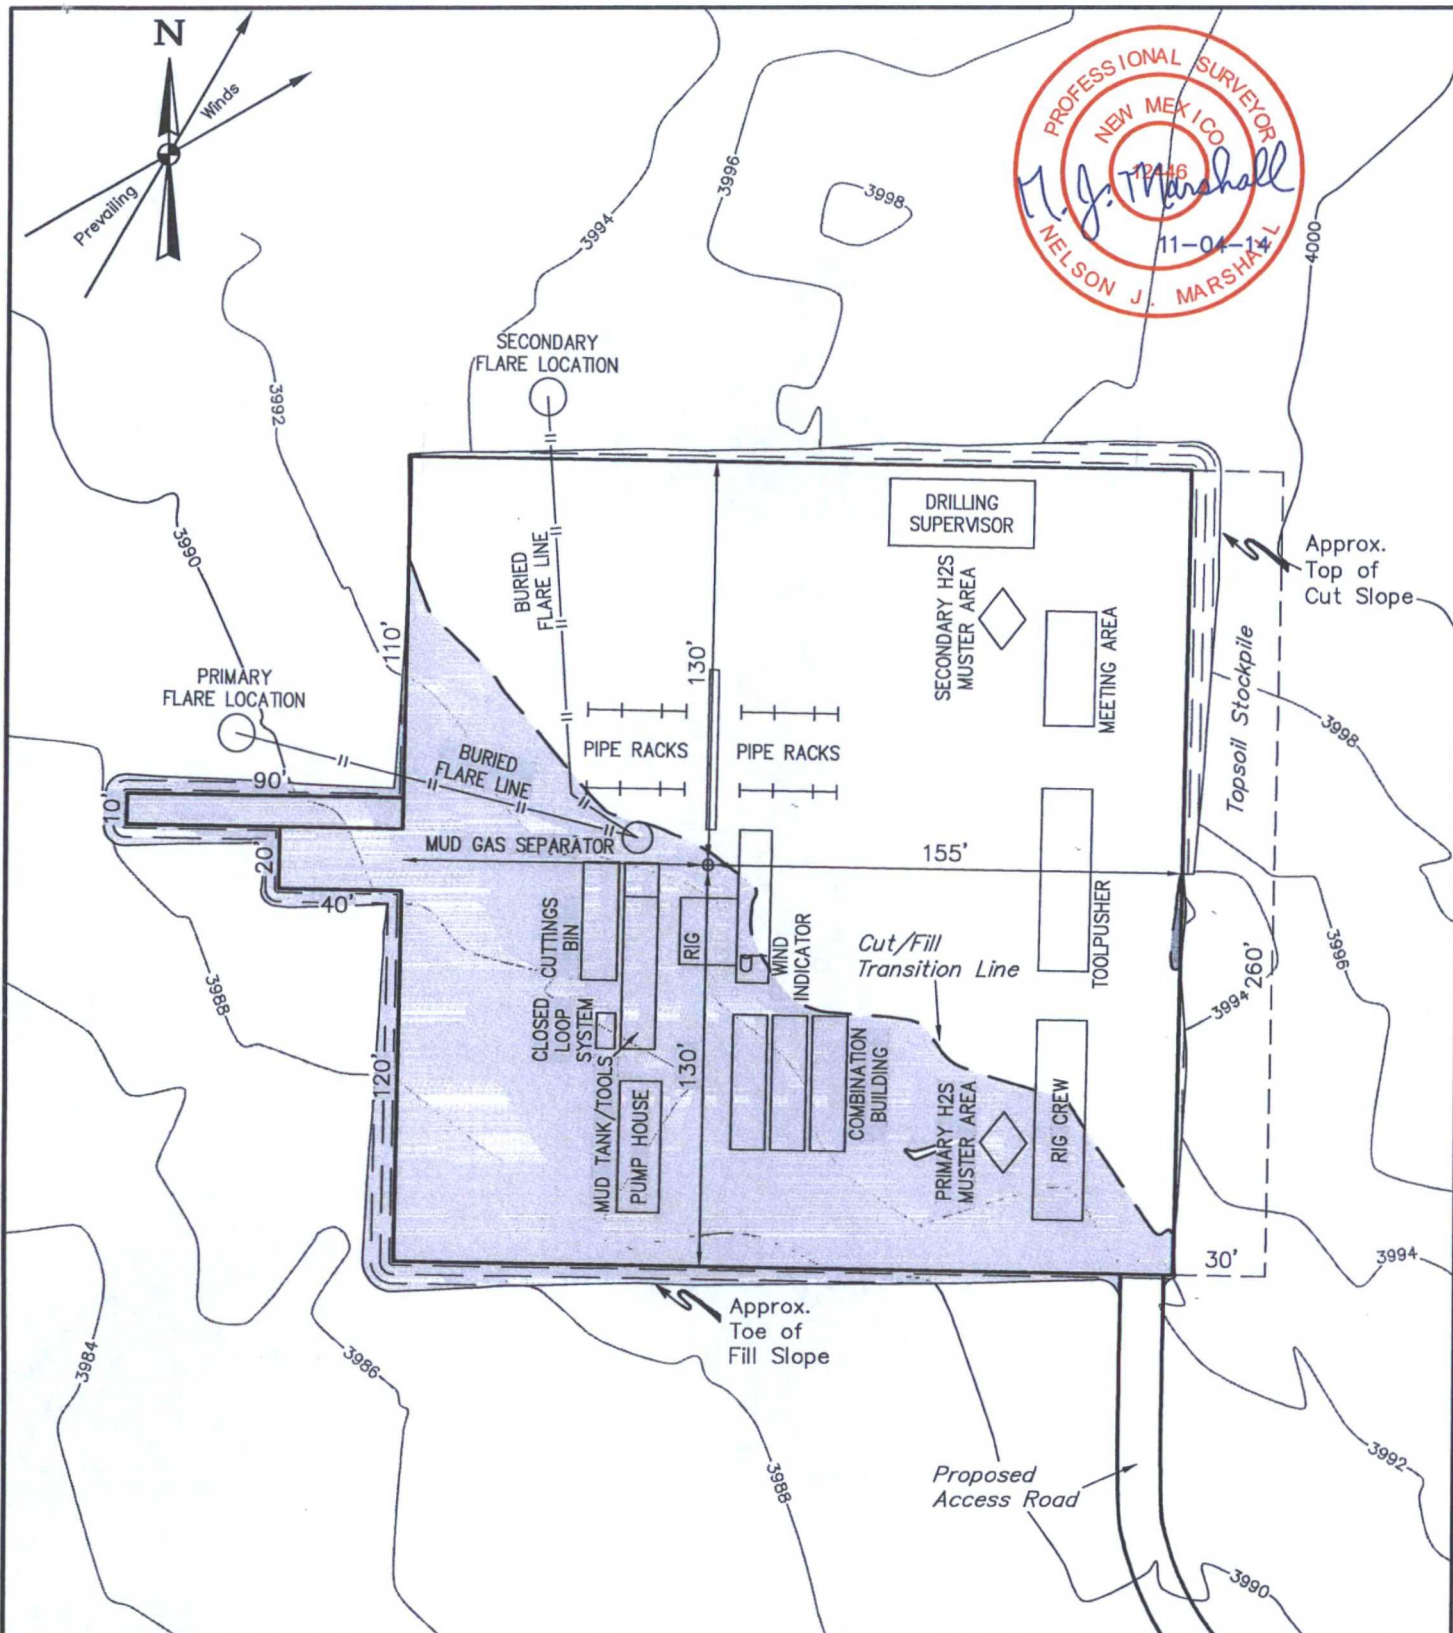 N
Winds
Prevailing
PROFESSIONAL SURVEYOR
NEW MEXICO
12446
N. J. Marshall
11-04-14
NELSON J. MARSHALL
3994
3996
3998
4000
SECONDARY
FLARE LOCATION
3992
3990
DRILLING
SUPERVISOR
Approx.
Top of
Cut Slope
BURIED
FLARE LINE
SECONDARY H2S
MUSTER AREA
MEETING AREA
110'
130'
Topsoil Stockpile
PRIMARY
FLARE LOCATION
3998
PIPE RACKS
PIPE RACKS
BURIED
FLARE LINE
90'
10'
MUD GAS SEPARATOR
155'
20'
40'
CUTTINGS
BIN
RIG
WIND
INDICATOR
Cut/Fill
Transition Line
TOOLPUSHER
3996
3988
3994
260'
CLOSED
LOOP
SYSTEM
120'
MUD TANK/TOOLS
PUMP HOUSE
130'
COMBINATION
BUILDING
PRIMARY H2S
MUSTER AREA
RIG CREW
3994
30'
Approx.
Toe of
Fill Slope
3984
3986
3988
3992
Proposed
Access Road
3990